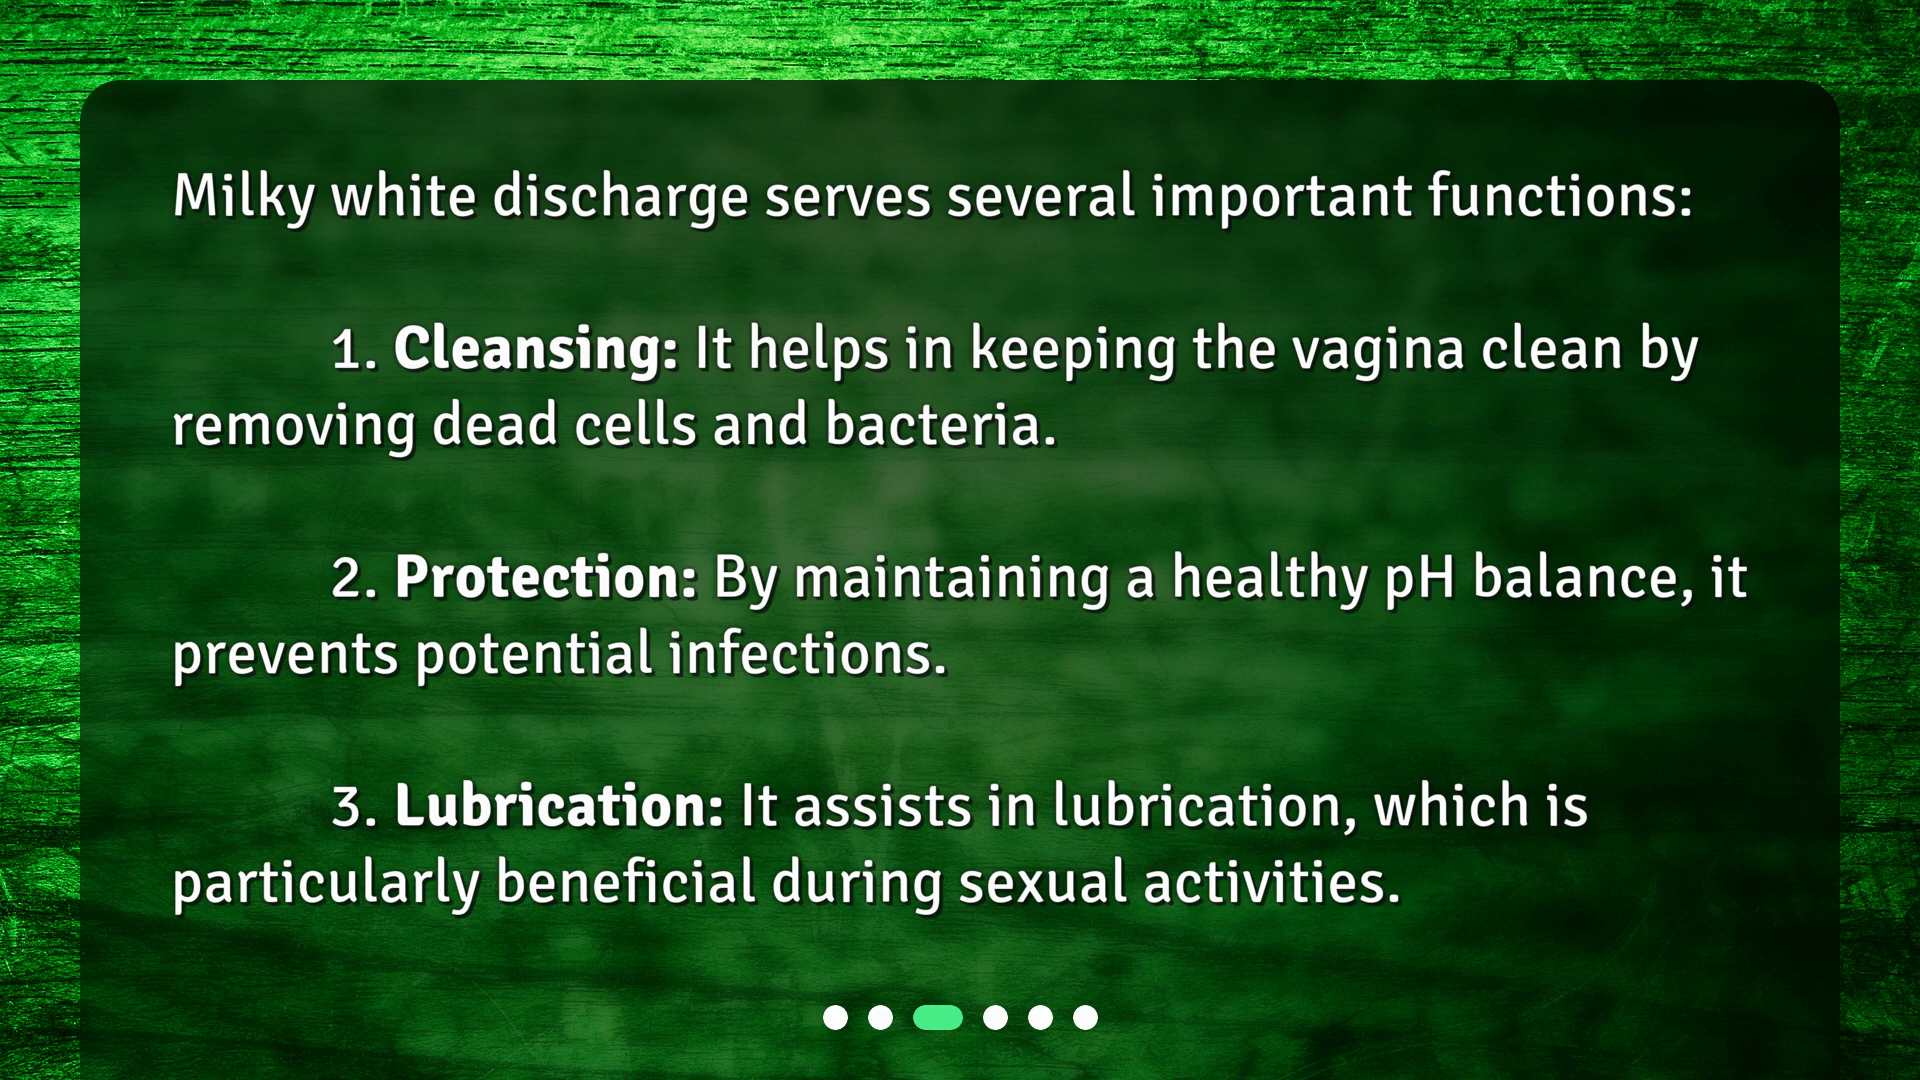 Milky white discharge serves several important functions:
1. Cleansing: It helps in keeping the vagina clean by
removing dead cells and bacteria.
2. Protection: By maintaining a healthy pH balance, it
prevents potential infections.
3. Lubrication: It assists in lubrication, which is
particularly beneficial during sexual activities.